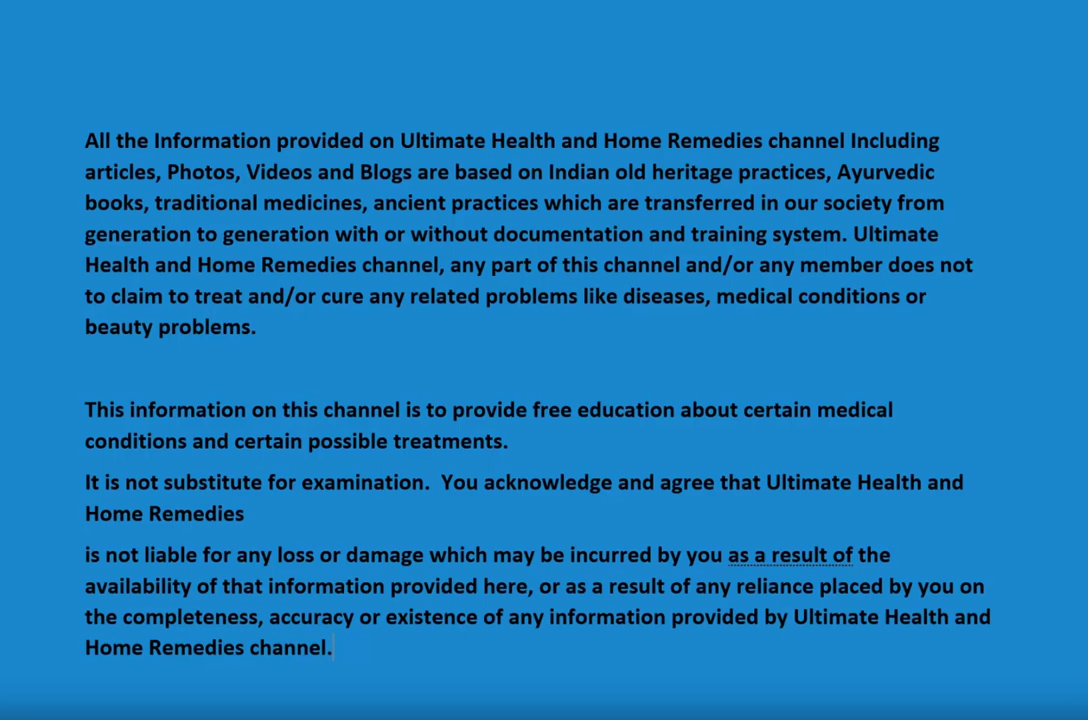 All the Information provided on Ultimate Health and Home Remedies channel Including
articles, Photos, Videos and Blogs are based on Indian old heritage practices, Ayurvedic
books, traditional medicines, ancient practices which are transferred in our society from
generation to generation with or without documentation and training system. Ultimate
Health and Home Remedies channel, any part of this channel and/or any member does not
to claim to treat and/or cure any related problems like diseases, medical conditions or
beauty problems.
This information on this channel is to provide free education about certain medical
conditions and certain possible treatments.
It is not substitute for examination.  You acknowledge and agree that Ultimate Health and
Home Remedies
is not liable for any loss or damage which may be incurred by you as a result of the
availability of that information provided here, or as a result of any reliance placed by you on
the completeness, accuracy or existence of any information provided by Ultimate Health and
Home Remedies channel.